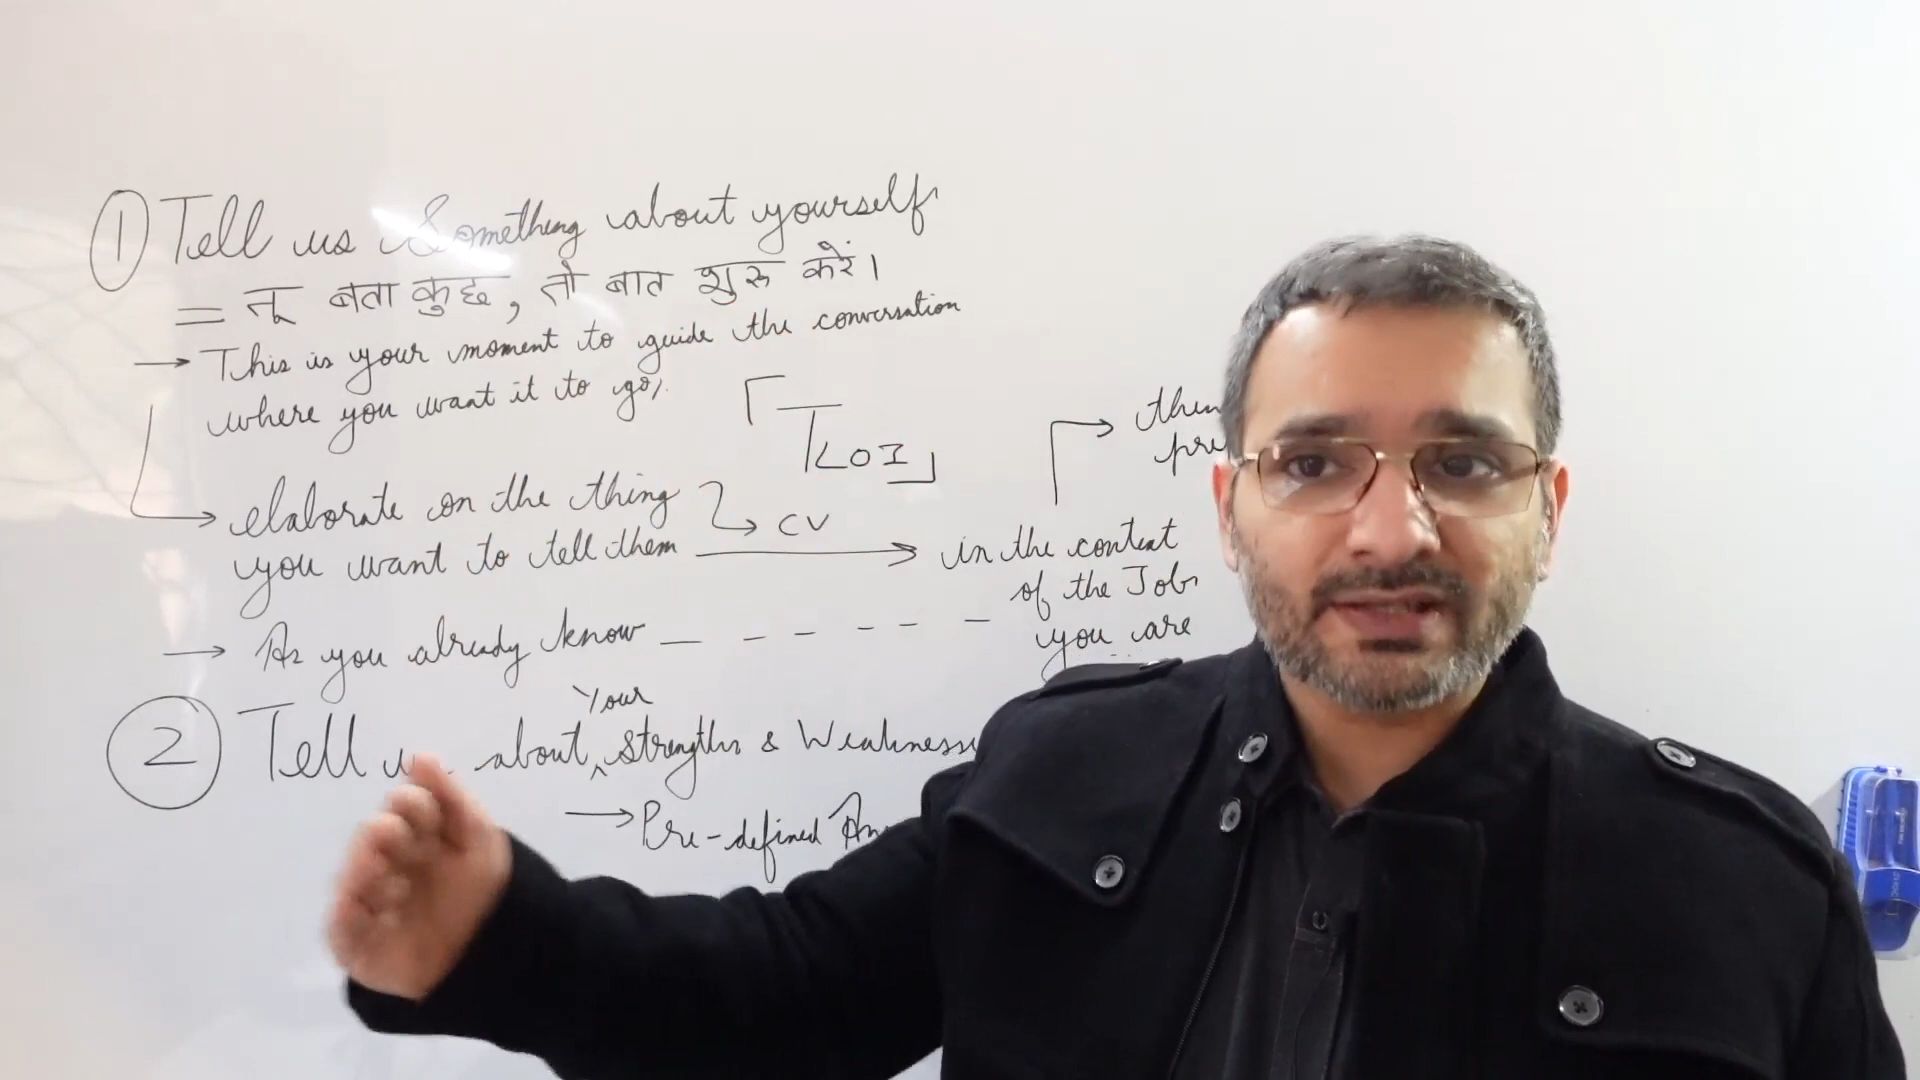 ① Tell us Something about yourself
= तू बता कुछ, तो बात शुरू करें।
→ This is your moment to guide the conversation
where you want it to go,
「TLOI」
elaborate on the thing
you want to tell them
CV
in the context
of the Job
you are
→ As you already know _ _ _ _ _ _
② Tell about Your Strengths &
→ Pre-defined